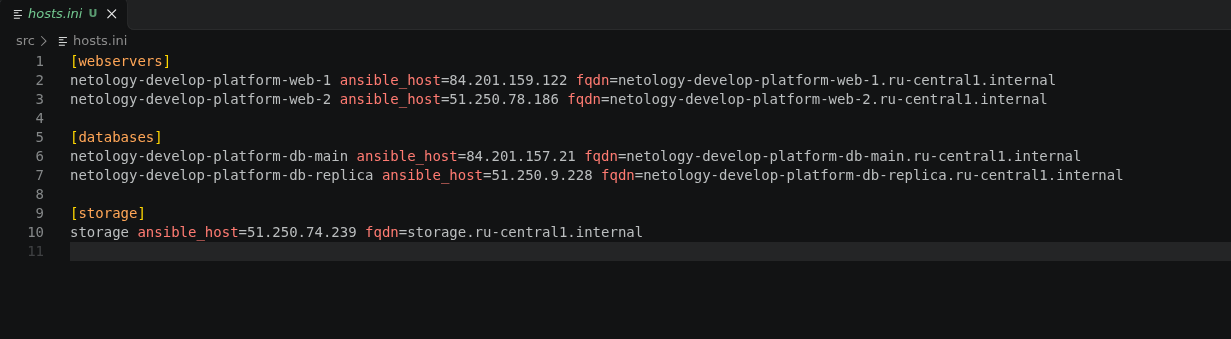 hosts.ini U
src hosts.ini
1 [webservers]
2 netology-develop-platform-web-1 ansible_host=84.201.159.122 fqdn=netology-develop-platform-web-1.ru-central1.internal
3 netology-develop-platform-web-2 ansible_host=51.250.78.186 fqdn=netology-develop-platform-web-2.ru-central1.internal
4
5 [databases]
6 netology-develop-platform-db-main ansible_host=84.201.157.21 fqdn=netology-develop-platform-db-main.ru-central1.internal
7 netology-develop-platform-db-replica ansible_host=51.250.9.228 fqdn=netology-develop-platform-db-replica.ru-central1.internal
8
9 [storage]
10 storage ansible_host=51.250.74.239 fqdn=storage.ru-central1.internal
11